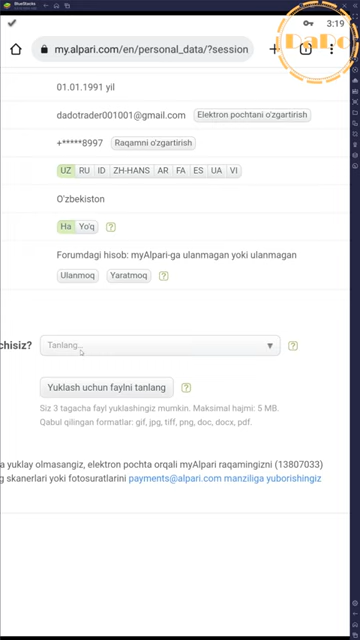 BlueStacks
3:19
my.alpari.com/en/personal_data/?session
DaDo
01.01.1991 yil
dadotrader001001@gmail.com Elektron pochtani o'zgartirish
+*****8997 Raqamni o'zgartirish
UZ RU ID ZH-HANS AR FA ES UA VI
O'zbekiston
Ha Yo'q ?
Forumdagi hisob: myAlpari-ga ulanmagan yoki ulanmagan
Ulanmoq Yaratmoq ?
chisiz? Tanlang... ?
Yuklash uchun faylni tanlang ?
Siz 3 tagacha fayl yuklashingiz mumkin. Maksimal hajmi: 5 MB.
Qabul qilingan formatlar: gif, jpg, tiff, png, doc, docx, pdf.
a yuklay olmasangiz, elektron pochta orqali myAlpari raqamingizni (13807033)
g skanerlari yoki fotosuratlarini payments@alpari.com manziliga yuborishingiz